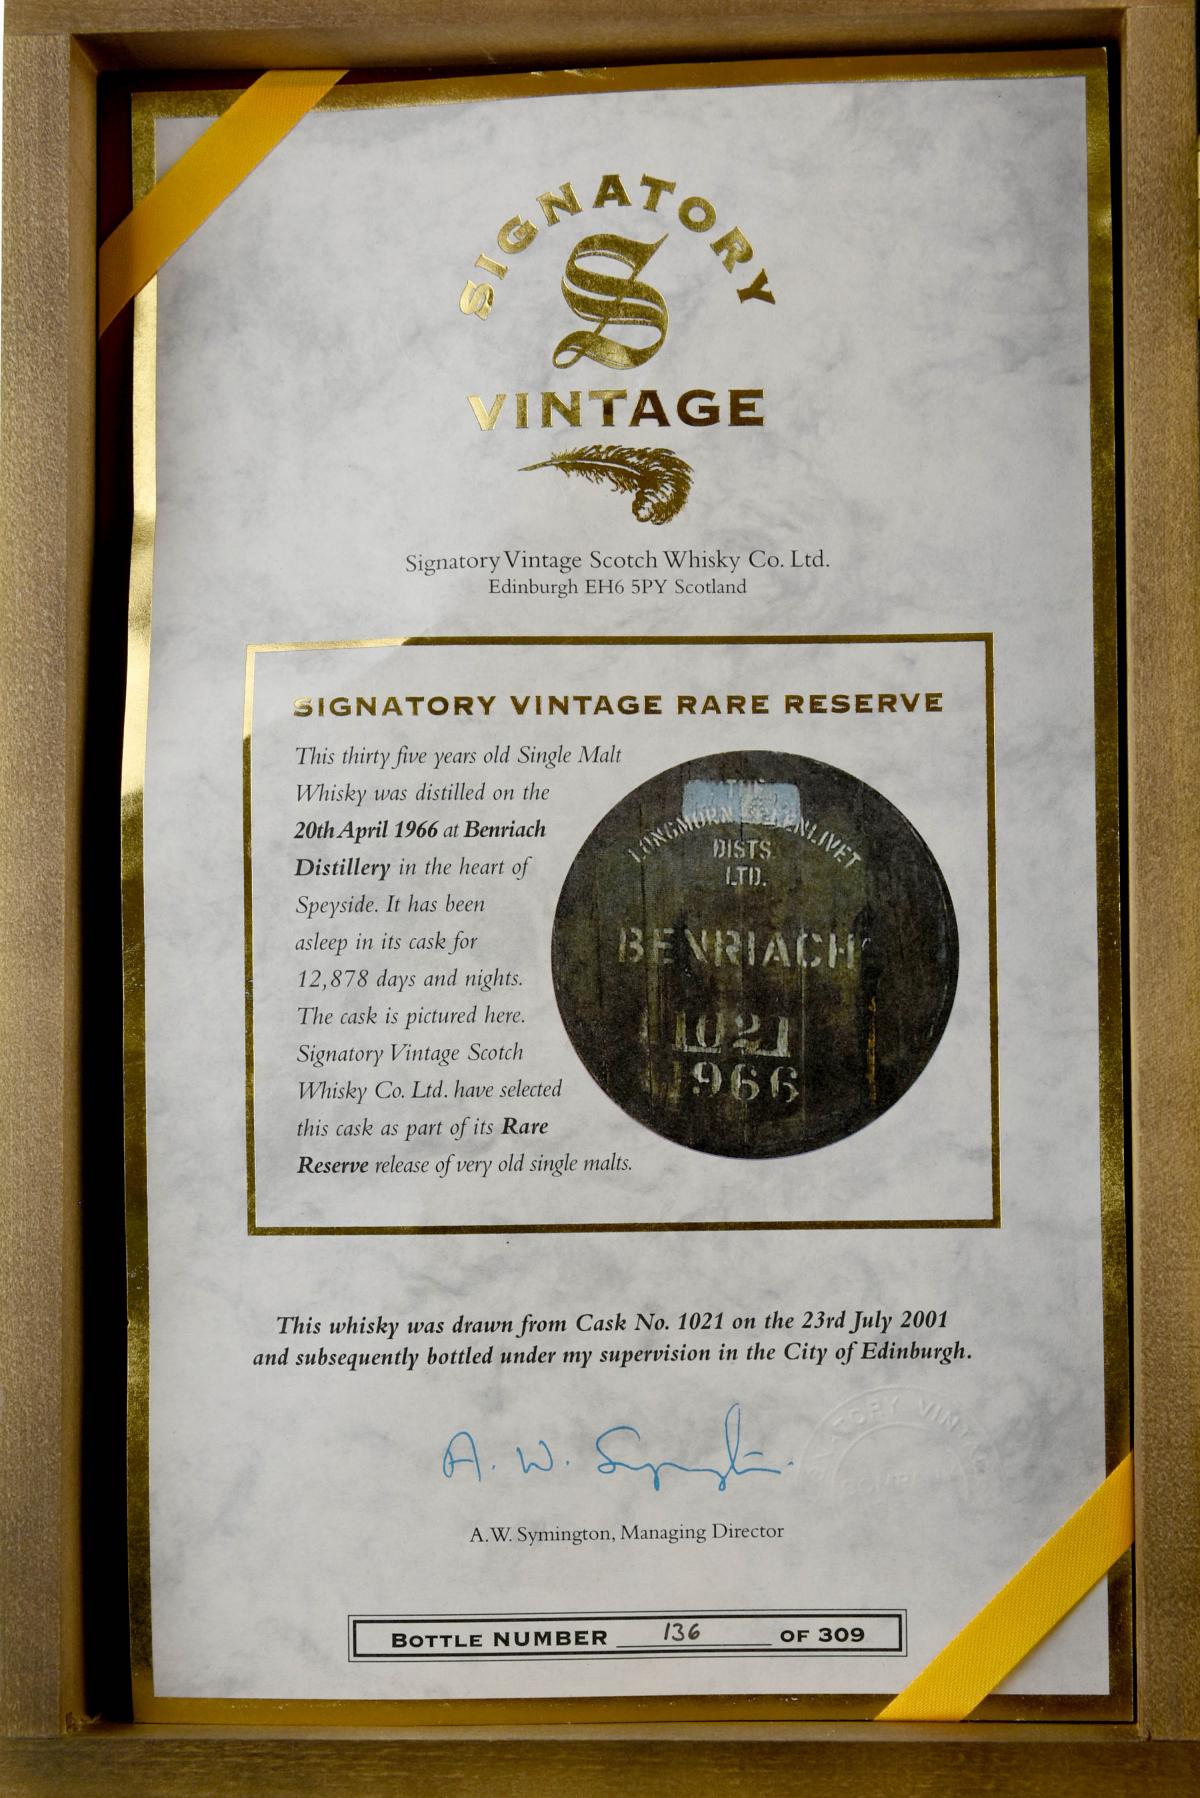 SIGNATORY
S
VINTAGE
Signatory Vintage Scotch Whisky Co. Ltd.
Edinburgh EH6 5PY Scotland
SIGNATORY VINTAGE RARE RESERVE
This thirty five years old Single Malt
Whisky was distilled on the
20th April 1966 at Benriach
Distillery in the heart of
Speyside. It has been
asleep in its cask for
12,878 days and nights.
The cask is pictured here.
Signatory Vintage Scotch
Whisky Co. Ltd. have selected
this cask as part of its Rare
Reserve release of very old single malts.
THE
LONGMORN GLENLIVET
DISTS
LTD.
BENRIACH
1021
1966
This whisky was drawn from Cask No. 1021 on the 23rd July 2001
and subsequently bottled under my supervision in the City of Edinburgh.
A. W. Symington.
A.W. Symington, Managing Director
BOTTLE NUMBER 136 OF 309